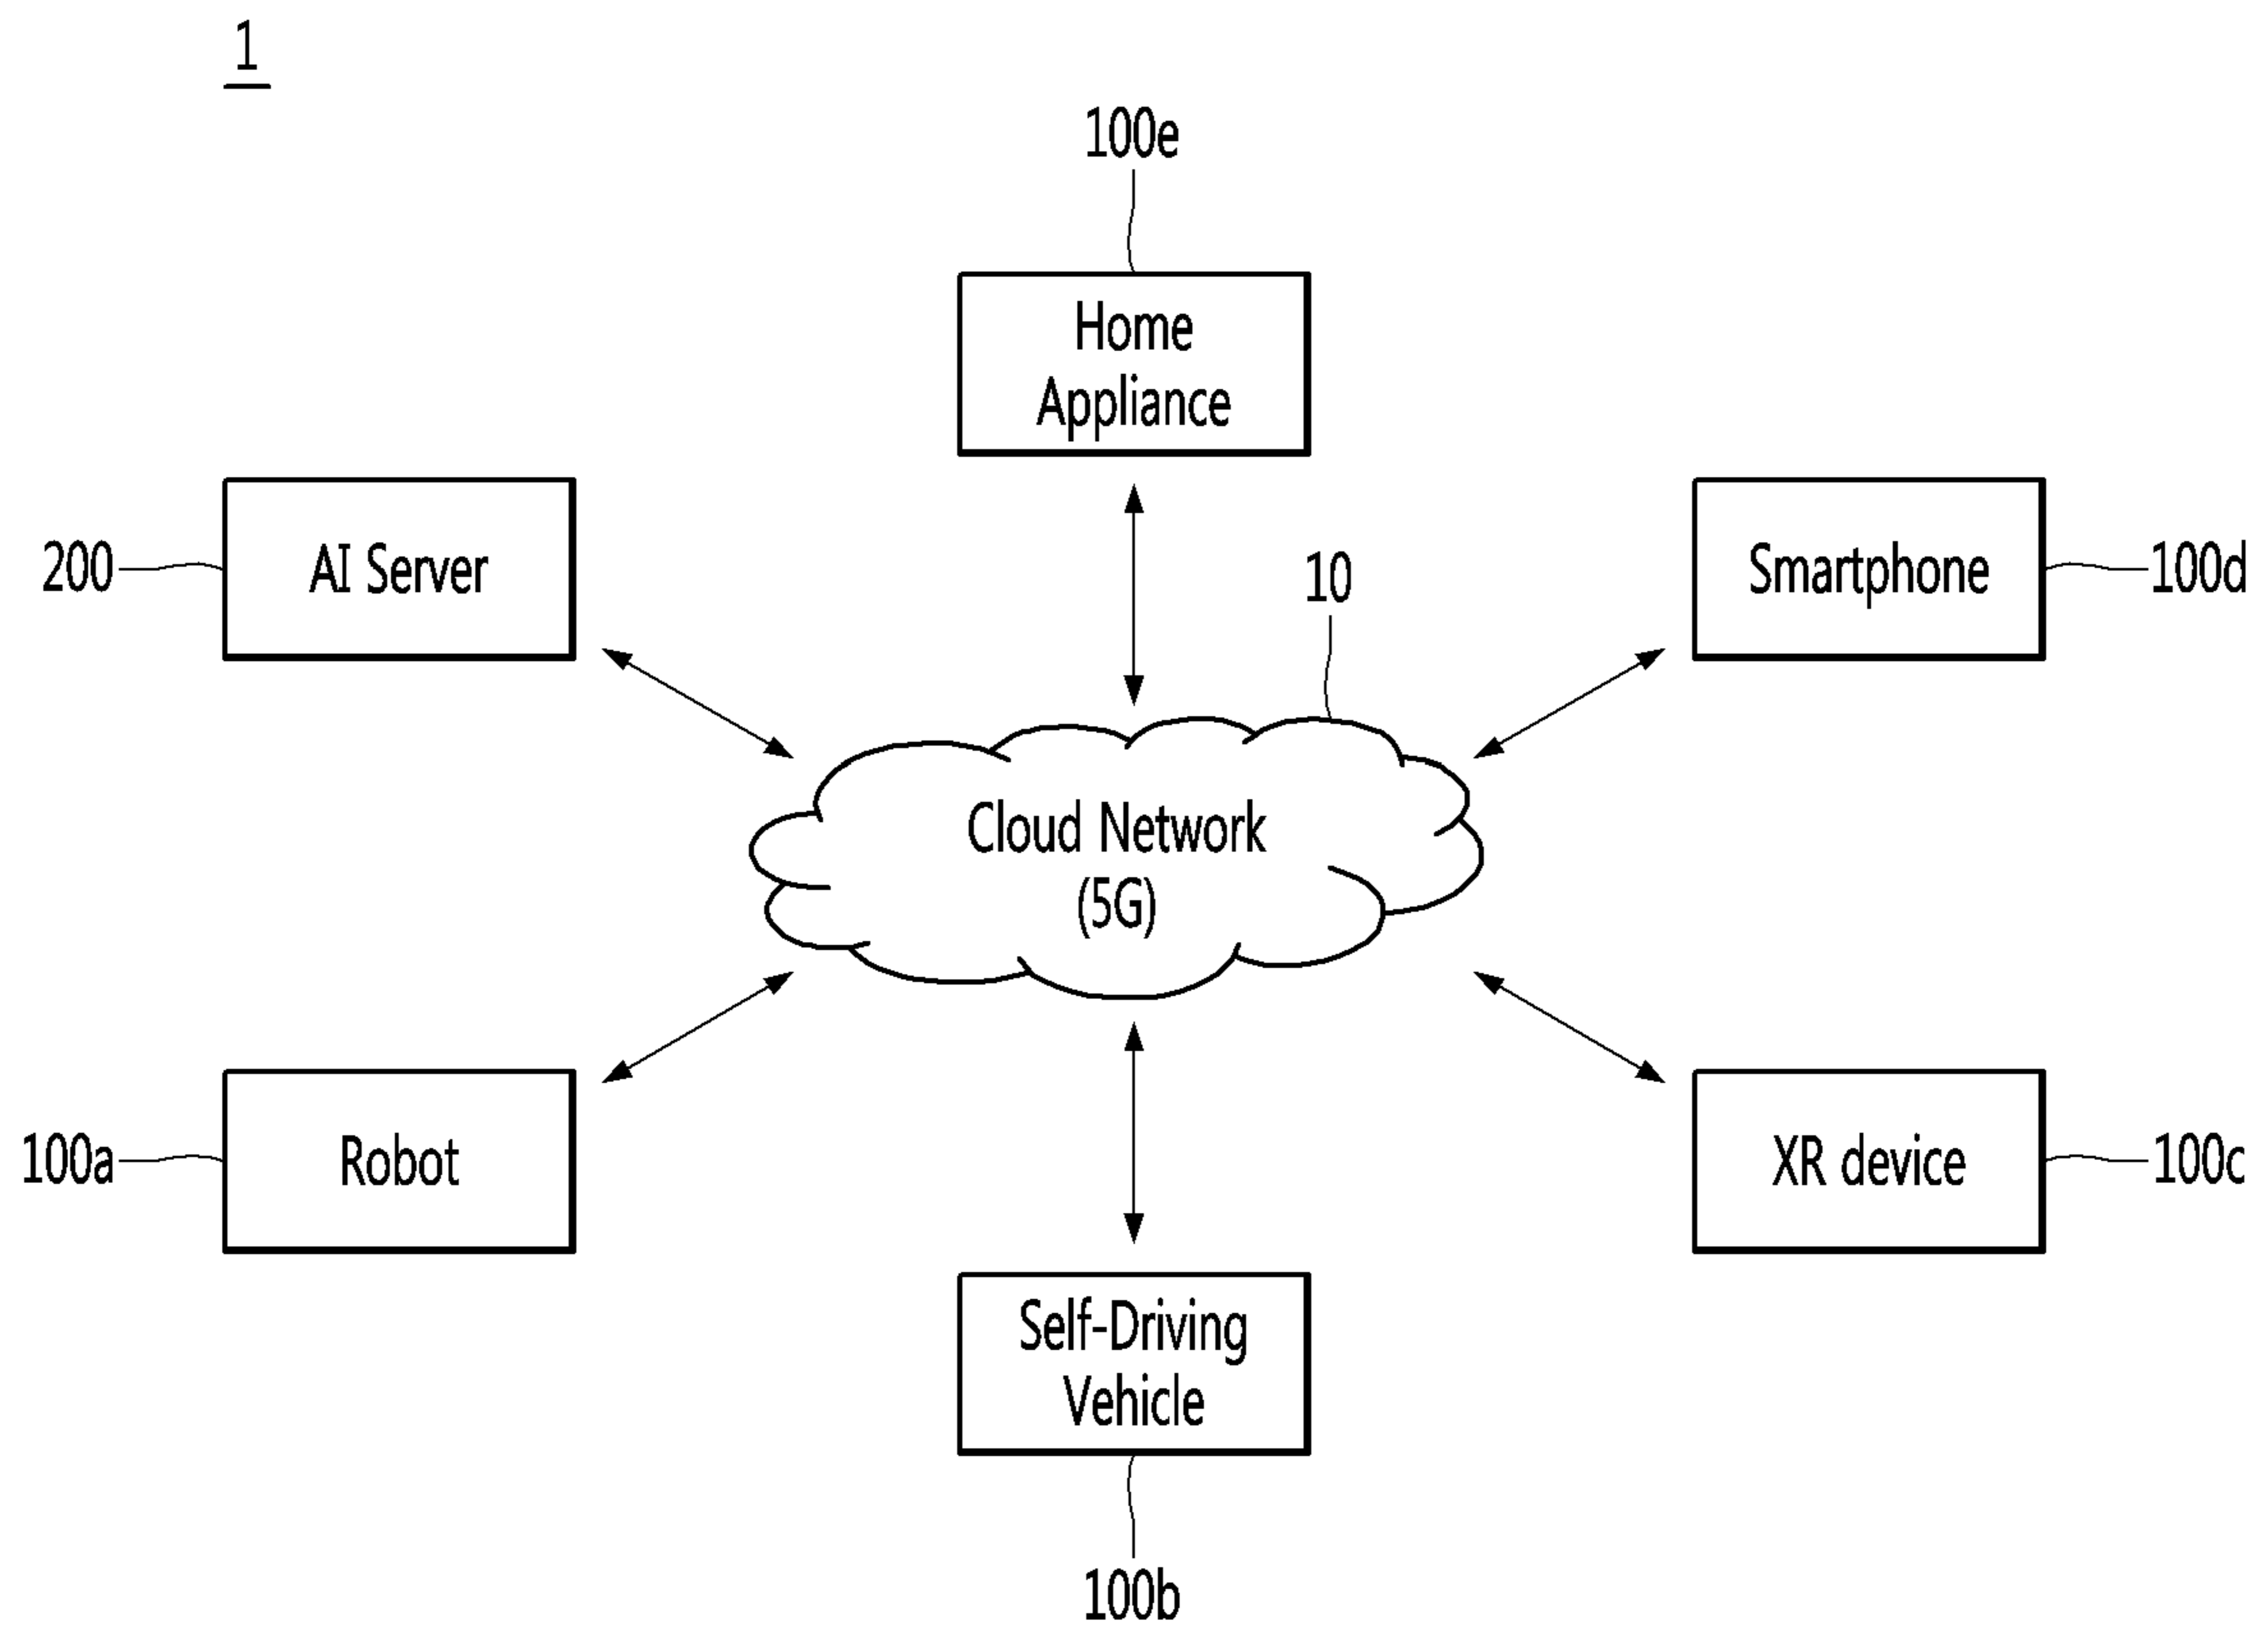 1
100e
Home
Appliance
200
AI Server
10
Smartphone
100d
Cloud Network
(5G)
100a
Robot
XR device
100c
Self-Driving
Vehicle
100b